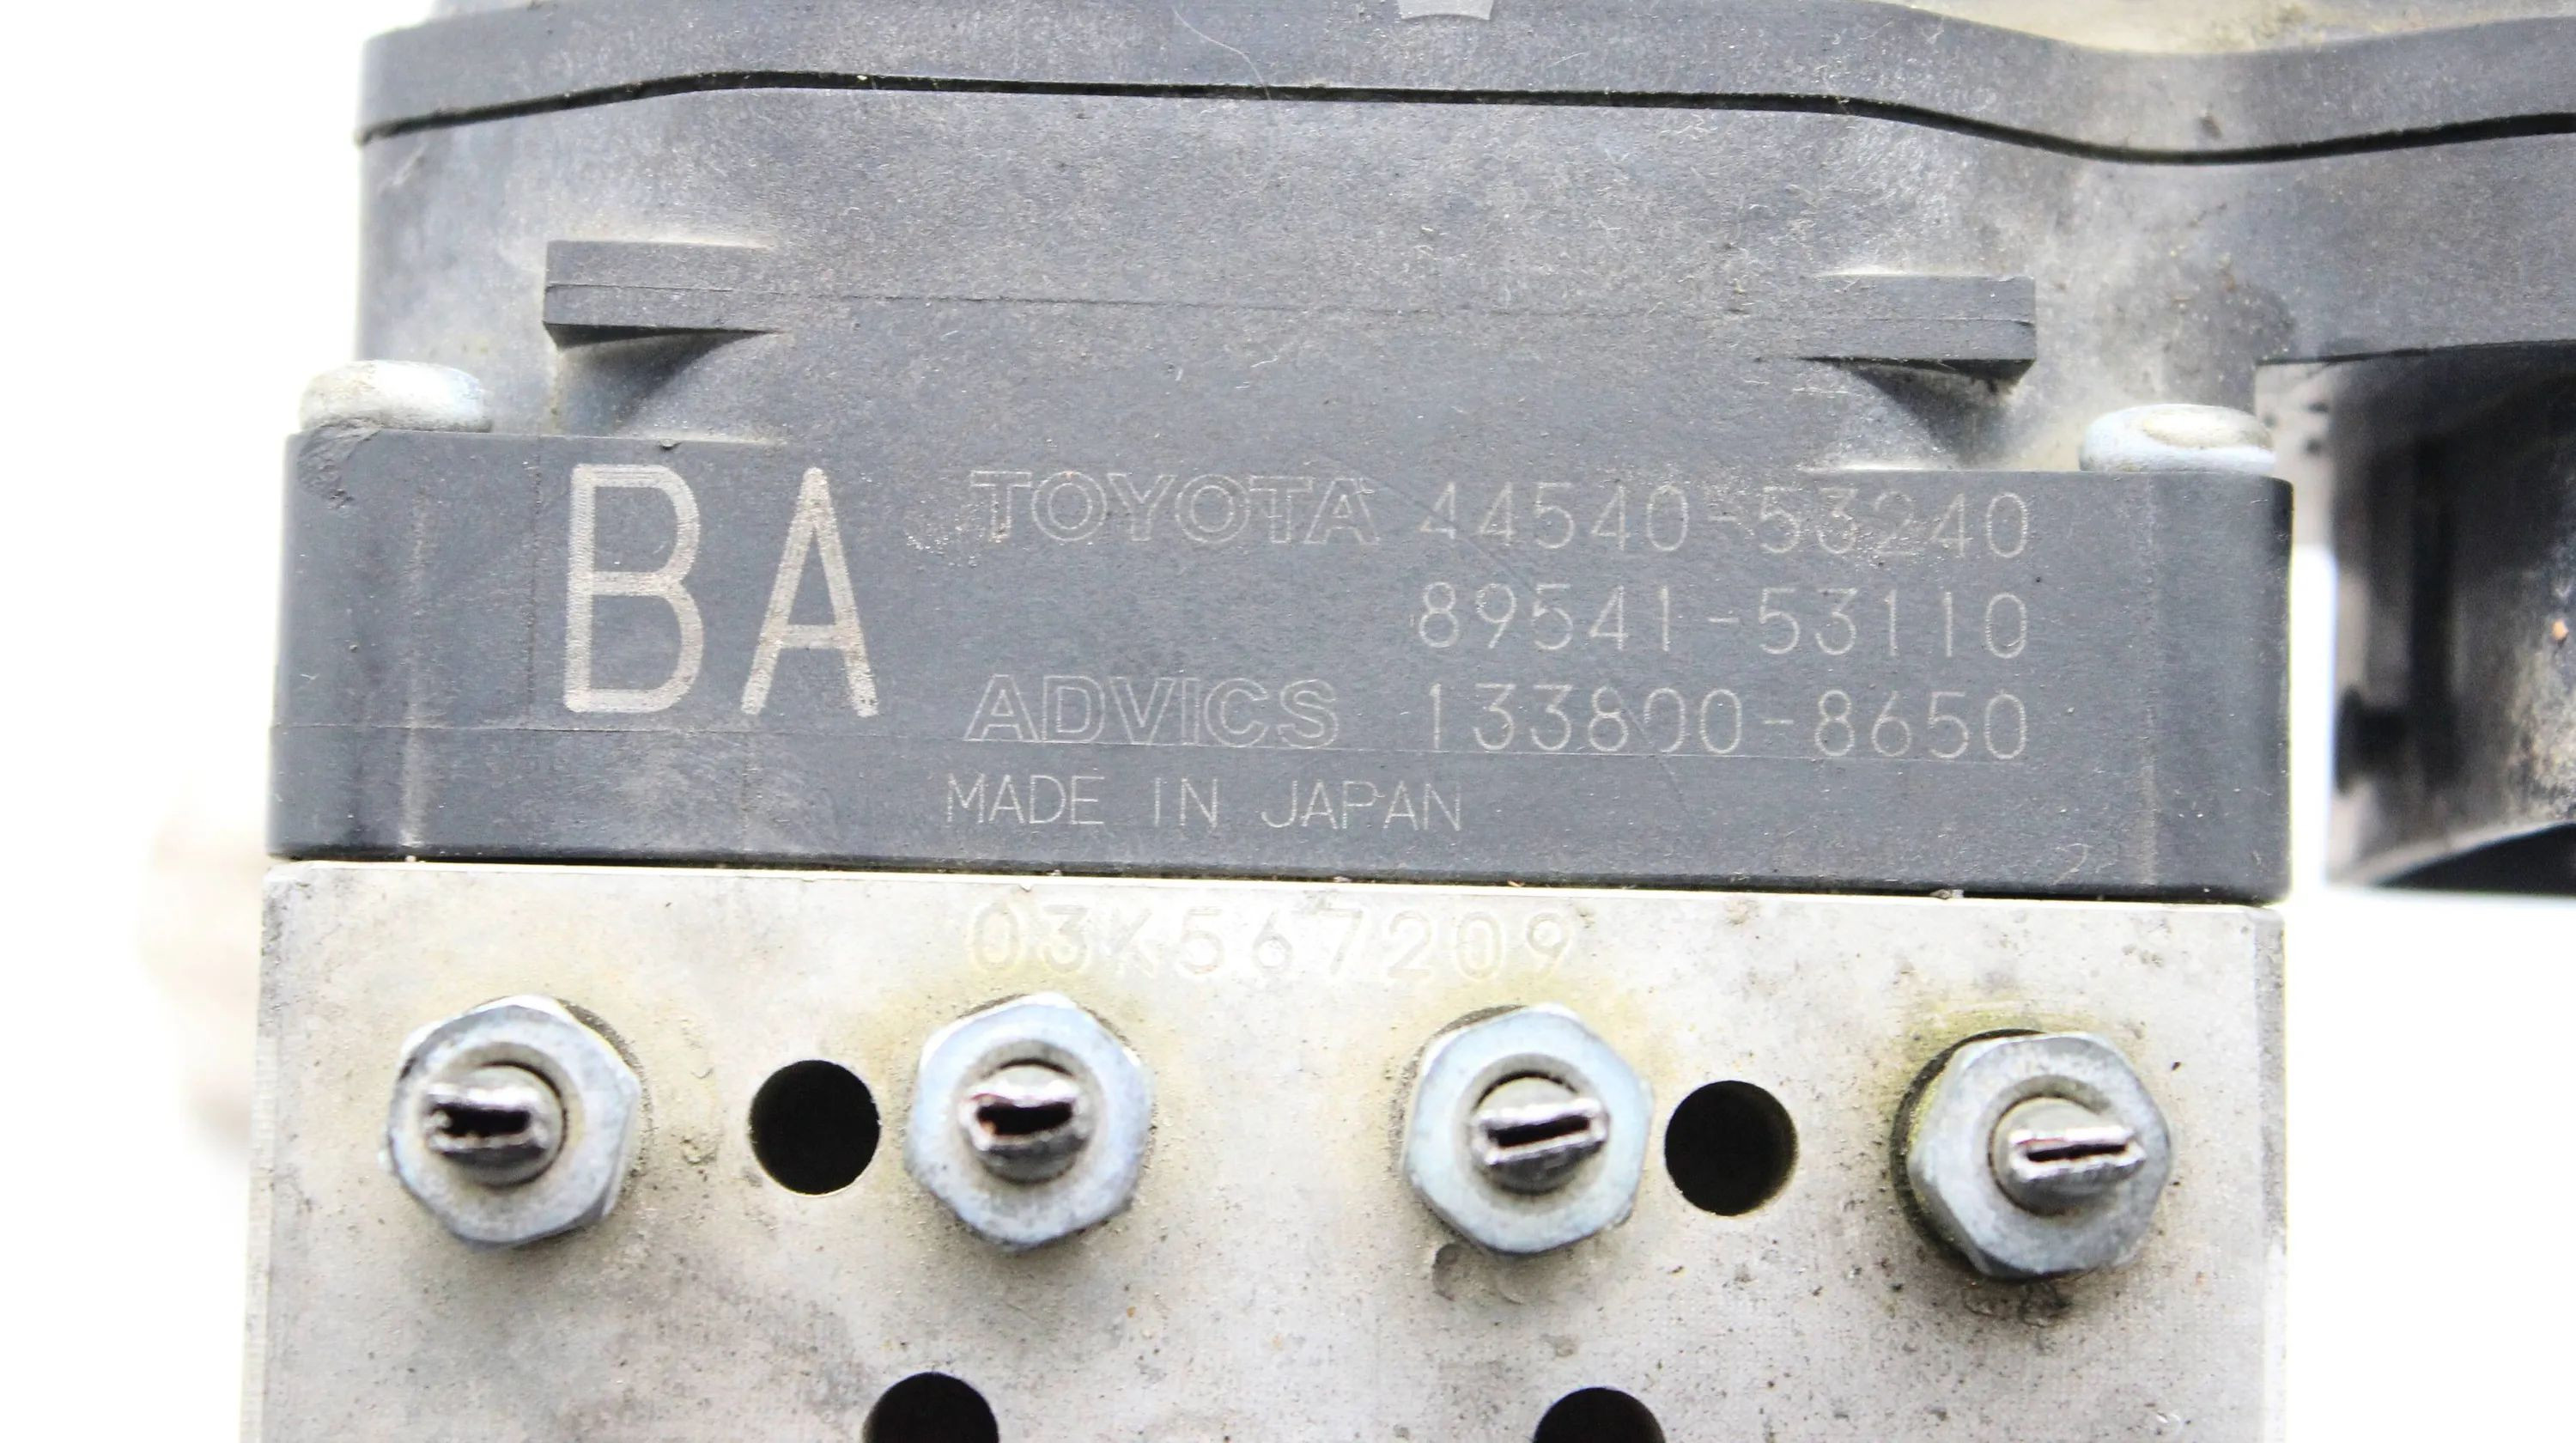 BA
TOYOTA 44540-53240
89541-53110
ADVICS 133800-8650
MADE IN JAPAN
03K567209